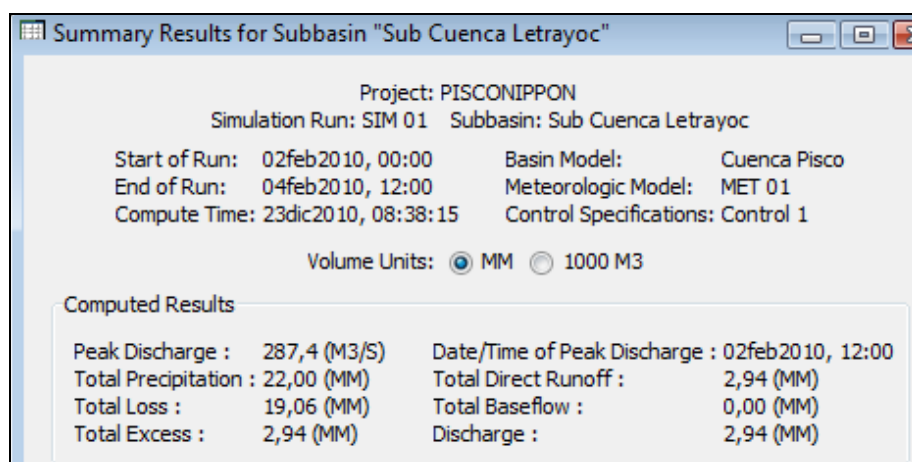 Summary Results for Subbasin "Sub Cuenca Letrayoc"
Project: PISCONIPPON
Simulation Run: SIM 01 Subbasin: Sub Cuenca Letrayoc
Start of Run: 02feb2010, 00:00 Basin Model: Cuenca Pisco
End of Run: 04feb2010, 12:00 Meteorologic Model: MET 01
Compute Time: 23dic2010, 08:38:15 Control Specifications: Control 1
Volume Units: MM 1000 M3
Computed Results
Peak Discharge : 287,4 (M3/S) Date/Time of Peak Discharge : 02feb2010, 12:00
Total Precipitation : 22,00 (MM) Total Direct Runoff : 2,94 (MM)
Total Loss : 19,06 (MM) Total Baseflow : 0,00 (MM)
Total Excess : 2,94 (MM) Discharge : 2,94 (MM)